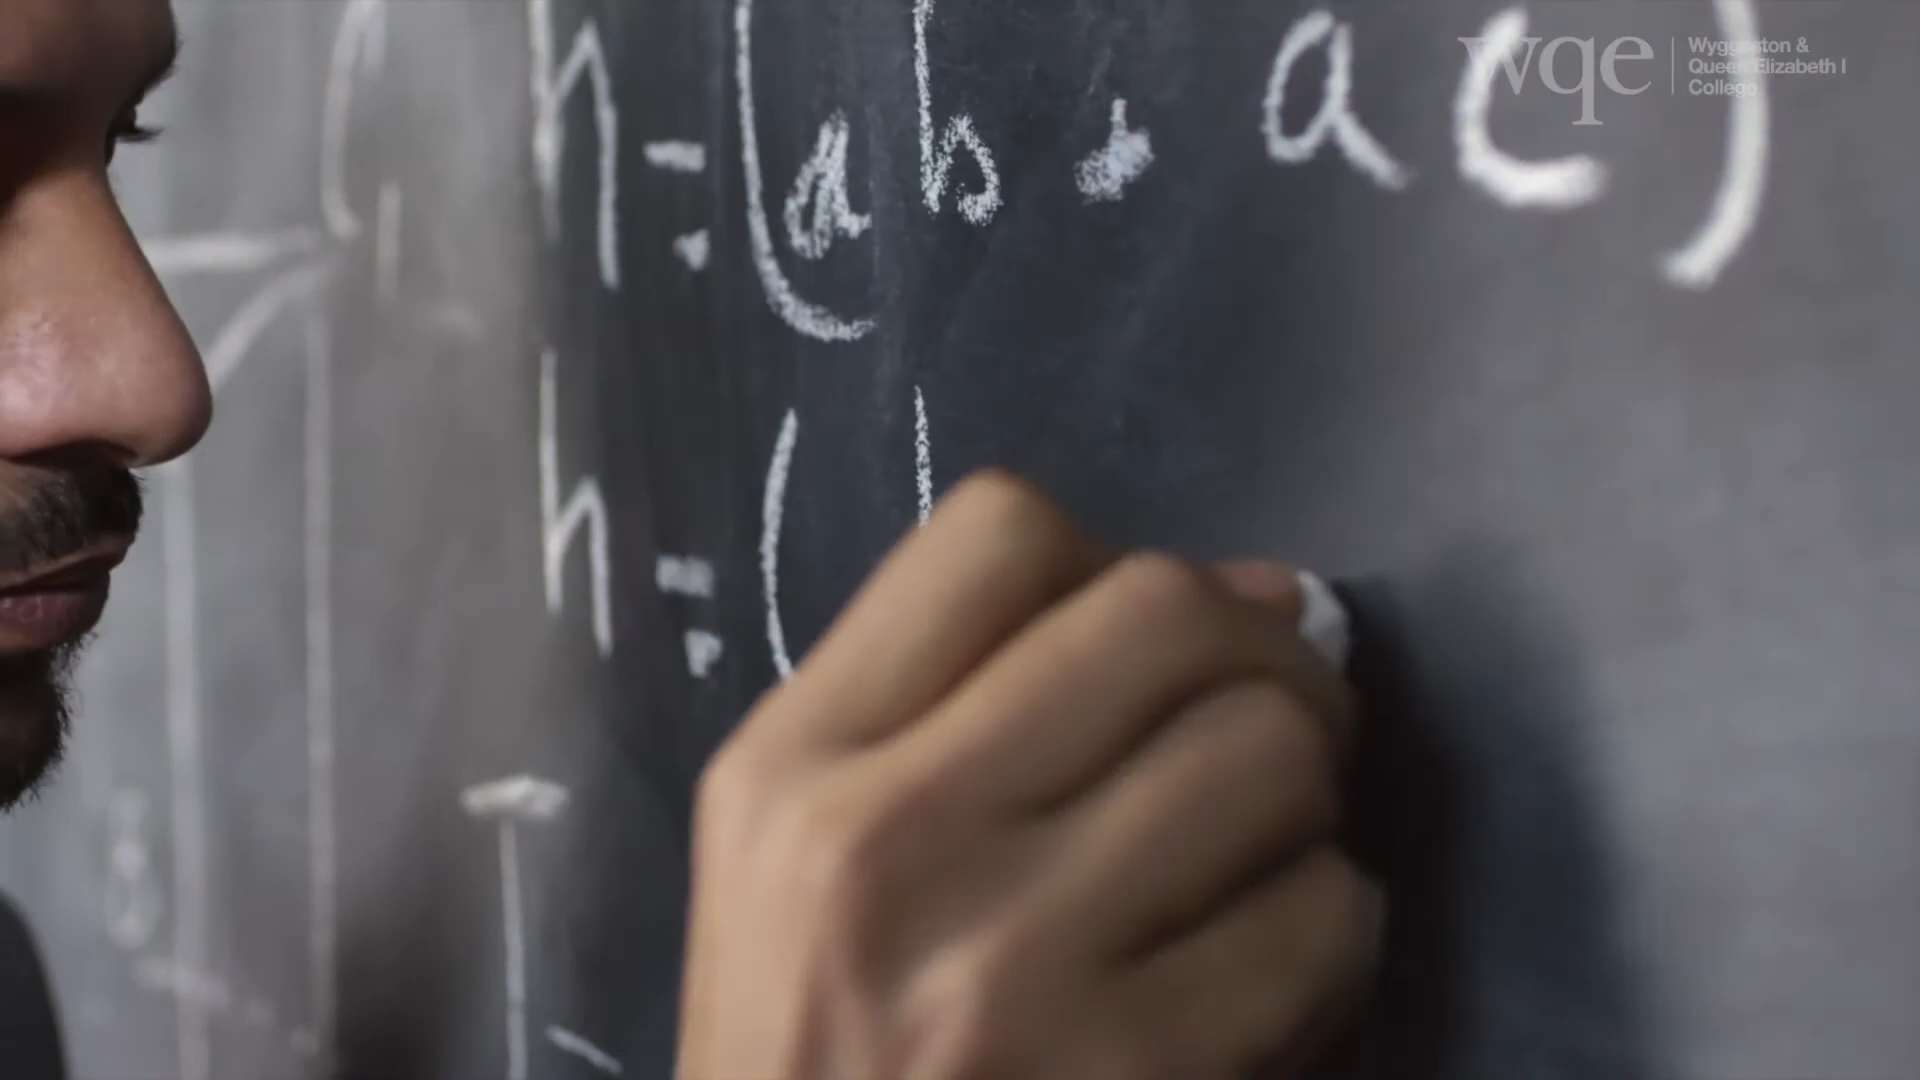 h = (ab · ac)
h = (
wqe
Wyggeston &
Queen Elizabeth I
College